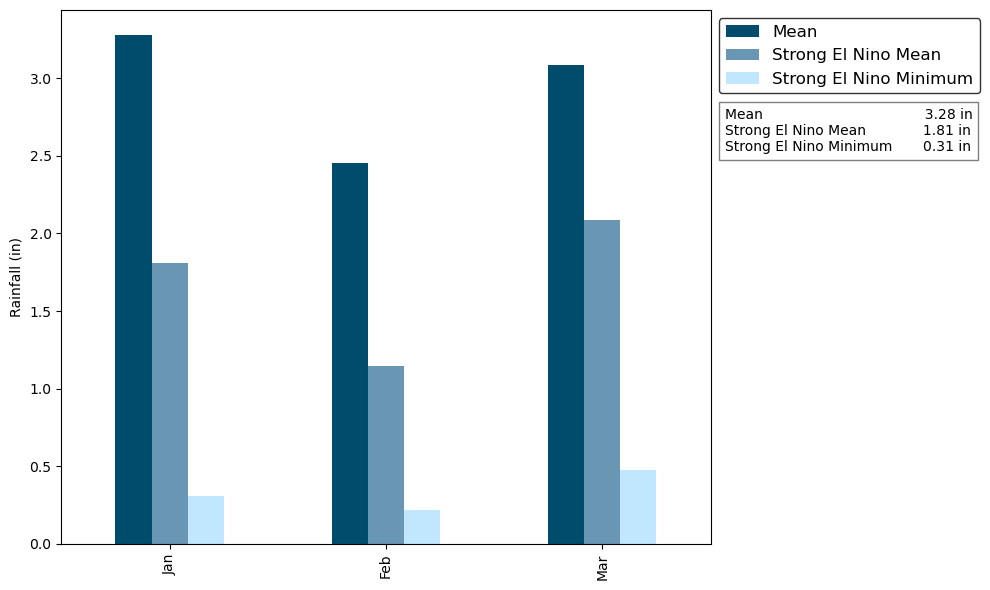 Mean
Strong El Nino Mean
Strong El Nino Minimum
Mean 3.28 in
Strong El Nino Mean 1.81 in
Strong El Nino Minimum 0.31 in
Rainfall (in)
3.0
2.5
2.0
1.5
1.0
0.5
0.0
Jan
Feb
Mar